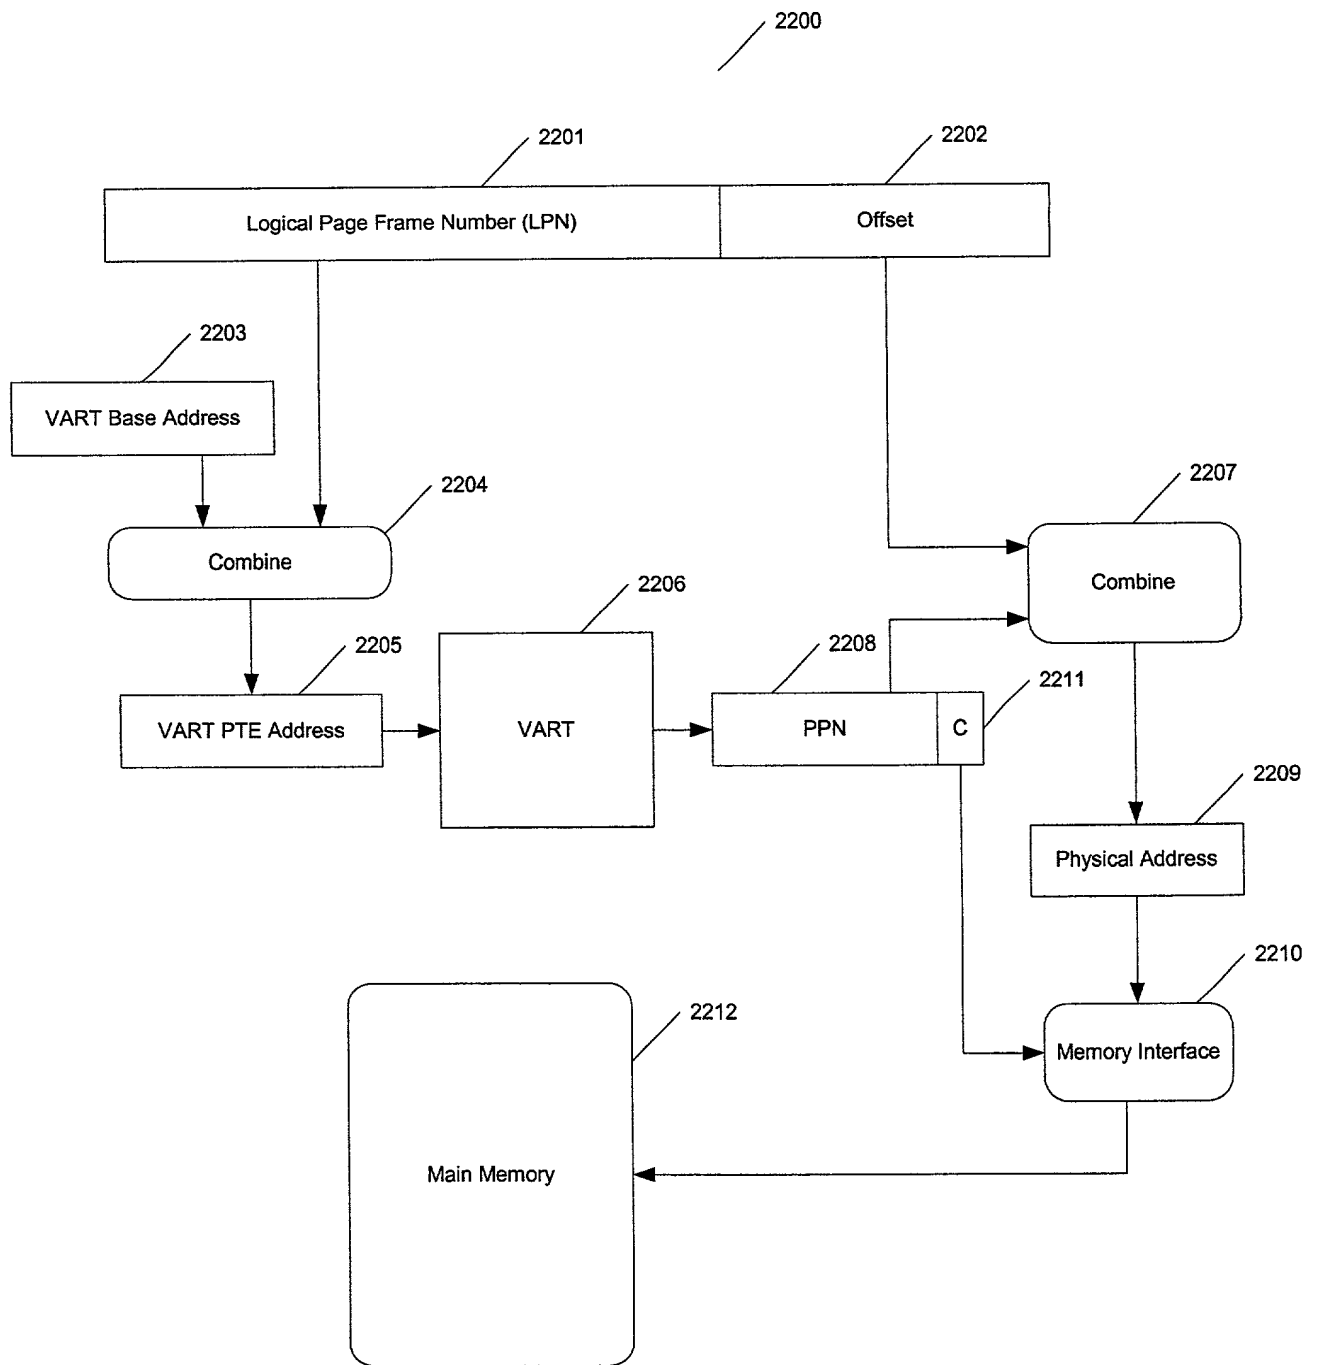 2200
2201
2202
Logical Page Frame Number (LPN)
Offset
2203
VART Base Address
2204
2207
Combine
Combine
2206
2205
2208
2211
VART PTE Address
VART
PPN
C
2209
Physical Address
2210
2212
Memory Interface
Main Memory